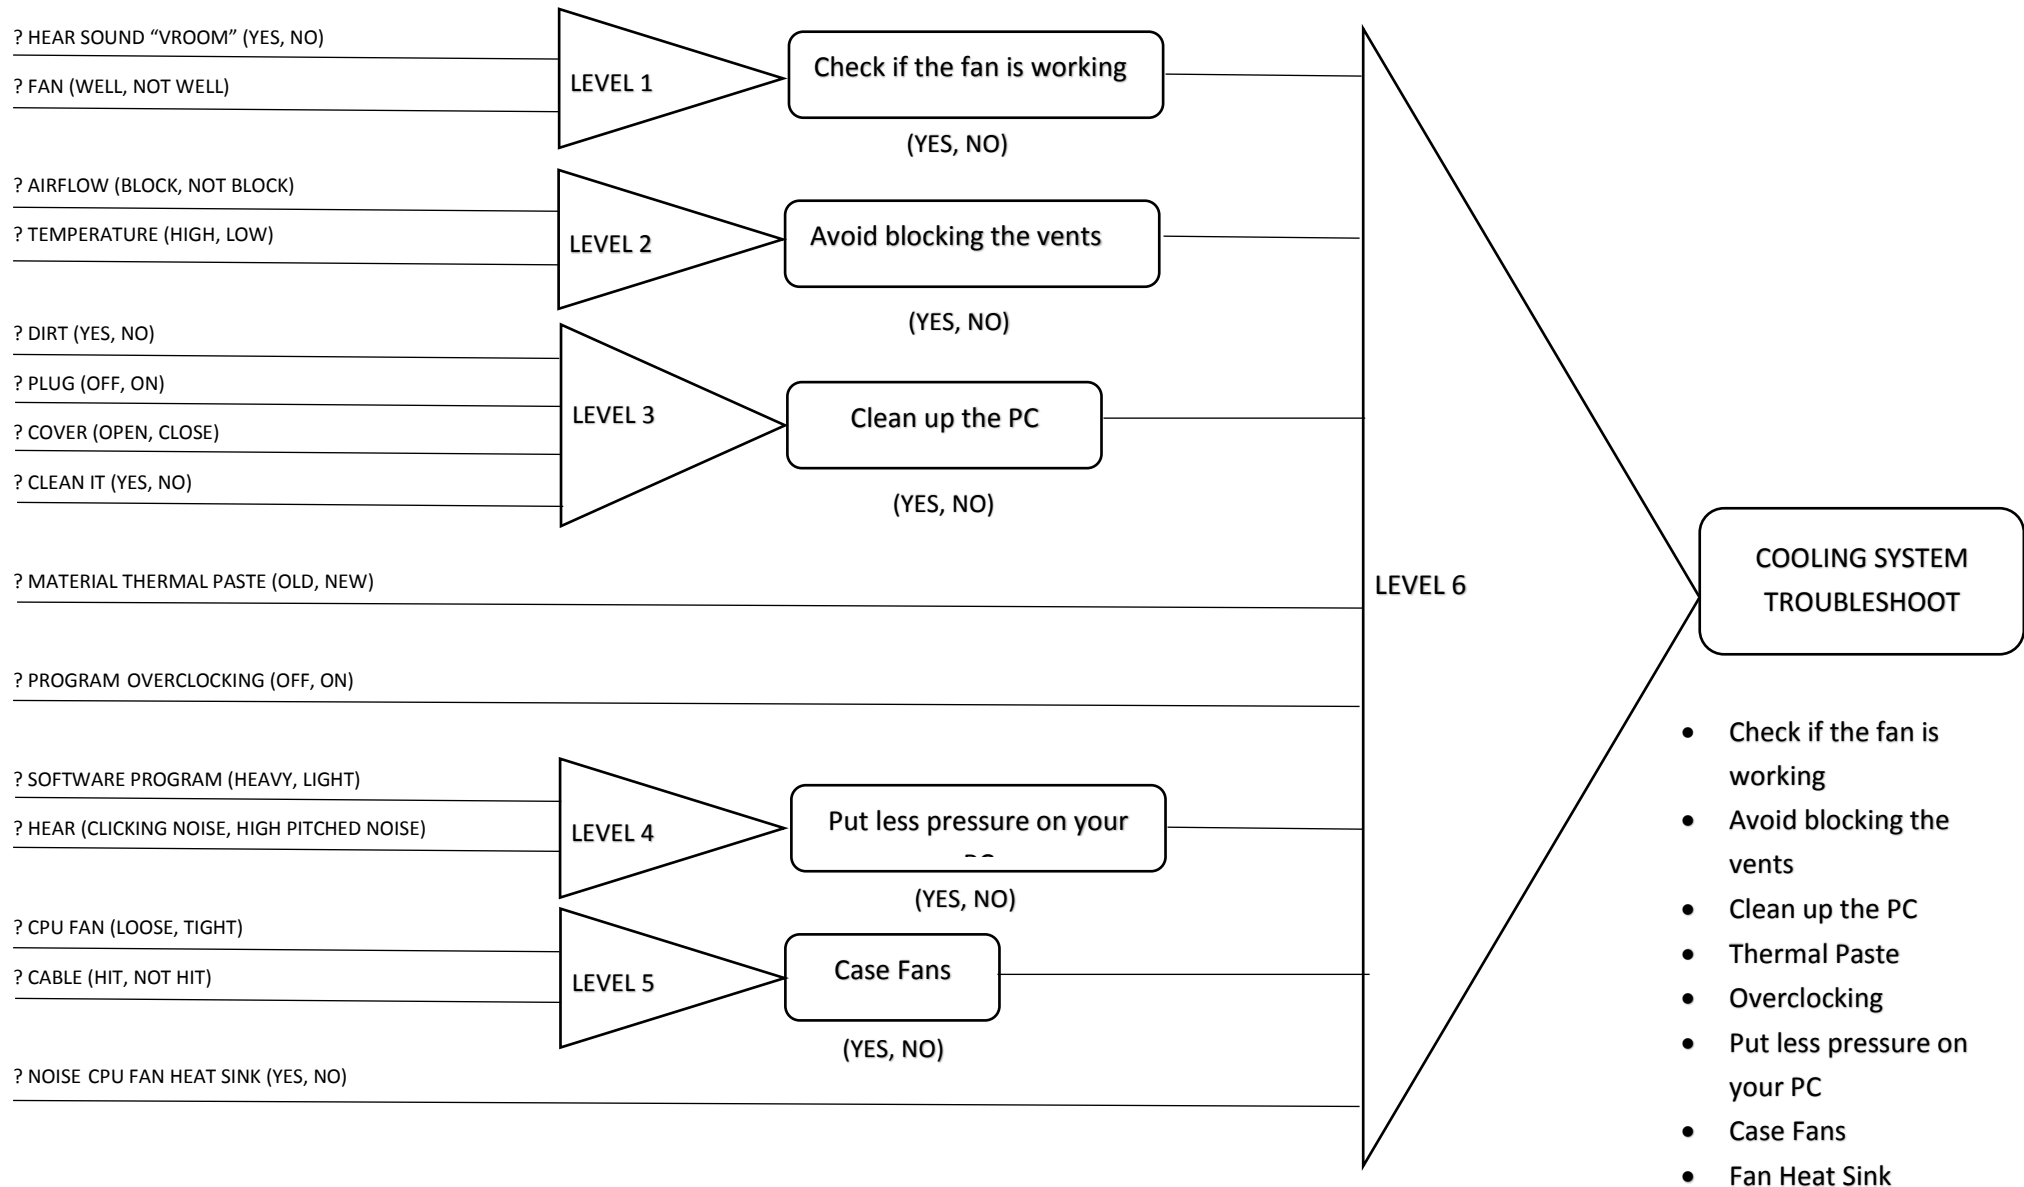 ? HEAR SOUND “VROOM” (YES, NO)
? FAN (WELL, NOT WELL)
LEVEL 1
Check if the fan is working
(YES, NO)
? AIRFLOW (BLOCK, NOT BLOCK)
? TEMPERATURE (HIGH, LOW)
LEVEL 2
Avoid blocking the vents
(YES, NO)
? DIRT (YES, NO)
? PLUG (OFF, ON)
? COVER (OPEN, CLOSE)
? CLEAN IT (YES, NO)
LEVEL 3
Clean up the PC
(YES, NO)
? MATERIAL THERMAL PASTE (OLD, NEW)
? PROGRAM OVERCLOCKING (OFF, ON)
? SOFTWARE PROGRAM (HEAVY, LIGHT)
? HEAR (CLICKING NOISE, HIGH PITCHED NOISE)
LEVEL 4
Put less pressure on your
(YES, NO)
? CPU FAN (LOOSE, TIGHT)
? CABLE (HIT, NOT HIT)
LEVEL 5
Case Fans
(YES, NO)
? NOISE CPU FAN HEAT SINK (YES, NO)
LEVEL 6
COOLING SYSTEM
TROUBLESHOOT
• Check if the fan is
working
• Avoid blocking the
vents
• Clean up the PC
• Thermal Paste
• Overclocking
• Put less pressure on
your PC
• Case Fans
• Fan Heat Sink